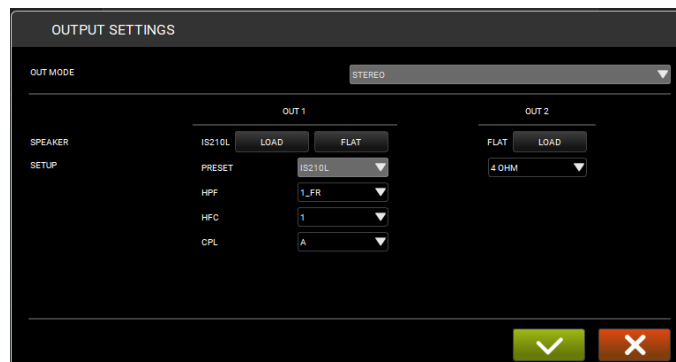 OUTPUT SETTINGS
OUT MODE STEREO
OUT 1 OUT 2
SPEAKER IS210L LOAD FLAT FLAT LOAD
SETUP PRESET IS210L 4 OHM
HPF 1_FR
HFC 1
CPL A